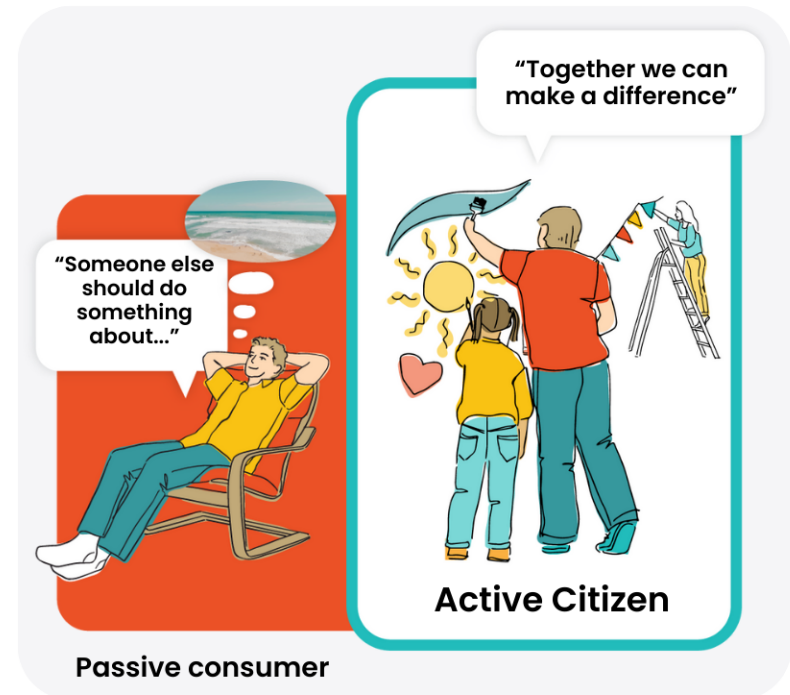 “Together we can
make a difference”
“Someone else
should do
something
about...”
Active Citizen
Passive consumer